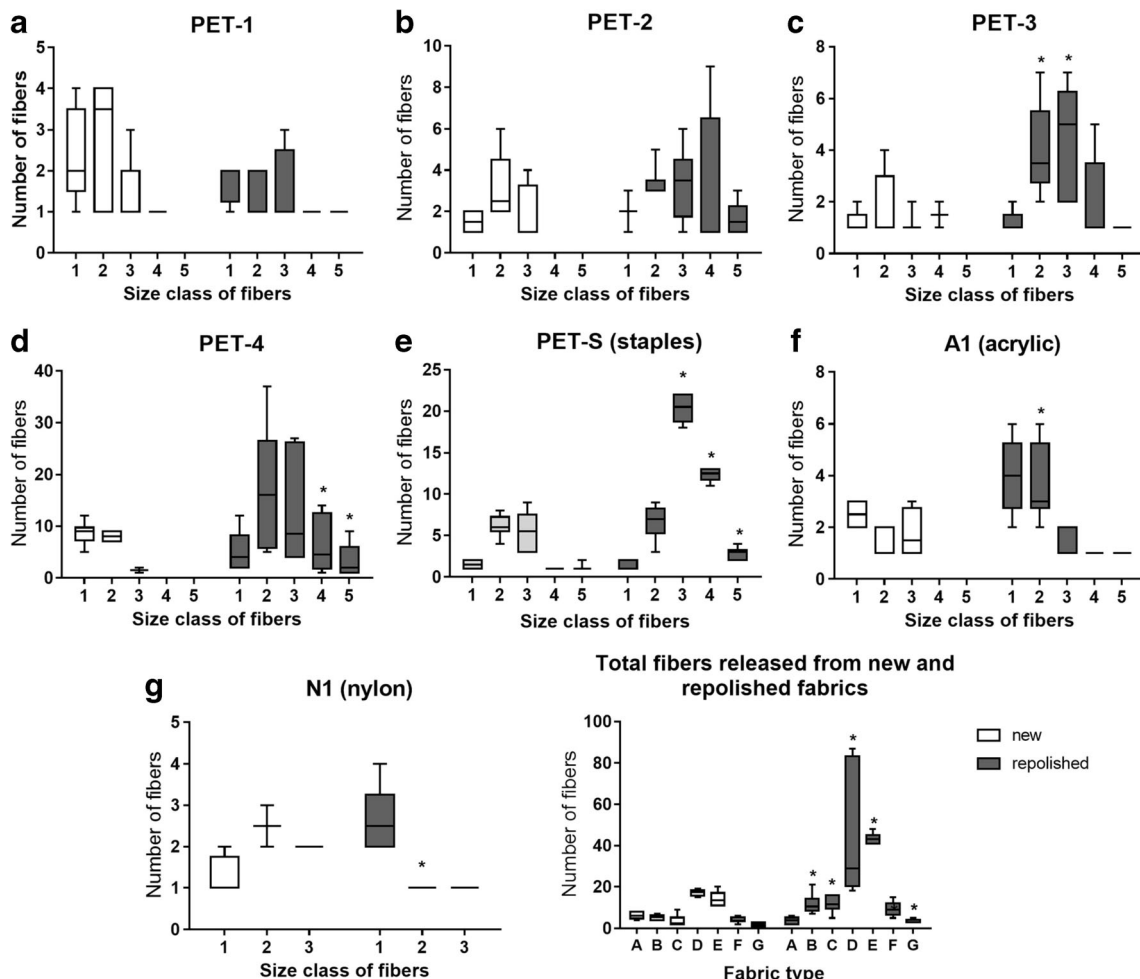 a
PET-1
Number of fibers
5
4
3
2
1
0
1 2 3 4 5 1 2 3 4 5
Size class of fibers
b
PET-2
Number of fibers
10
8
6
4
2
0
1 2 3 4 5 1 2 3 4 5
Size class of fibers
c
PET-3
Number of fibers
8
6
4
2
0
* *
1 2 3 4 5 1 2 3 4 5
Size class of fibers
d
PET-4
Number of fibers
40
30
20
10
0
* *
1 2 3 4 5 1 2 3 4 5
Size class of fibers
e
PET-S (staples)
Number of fibers
25
20
15
10
5
0
* * *
1 2 3 4 5 1 2 3 4 5
Size class of fibers
f
A1 (acrylic)
Number of fibers
8
6
4
2
0
*
1 2 3 4 5 1 2 3 4 5
Size class of fibers
g
N1 (nylon)
Number of fibers
5
4
3
2
1
0
*
1 2 3 1 2 3
Size class of fibers
Total fibers released from new and
repolished fabrics
Number of fibers
100
80
60
40
20
0
* * * * *
A B C D E F G A B C D E F G
Fabric type
new
repolished